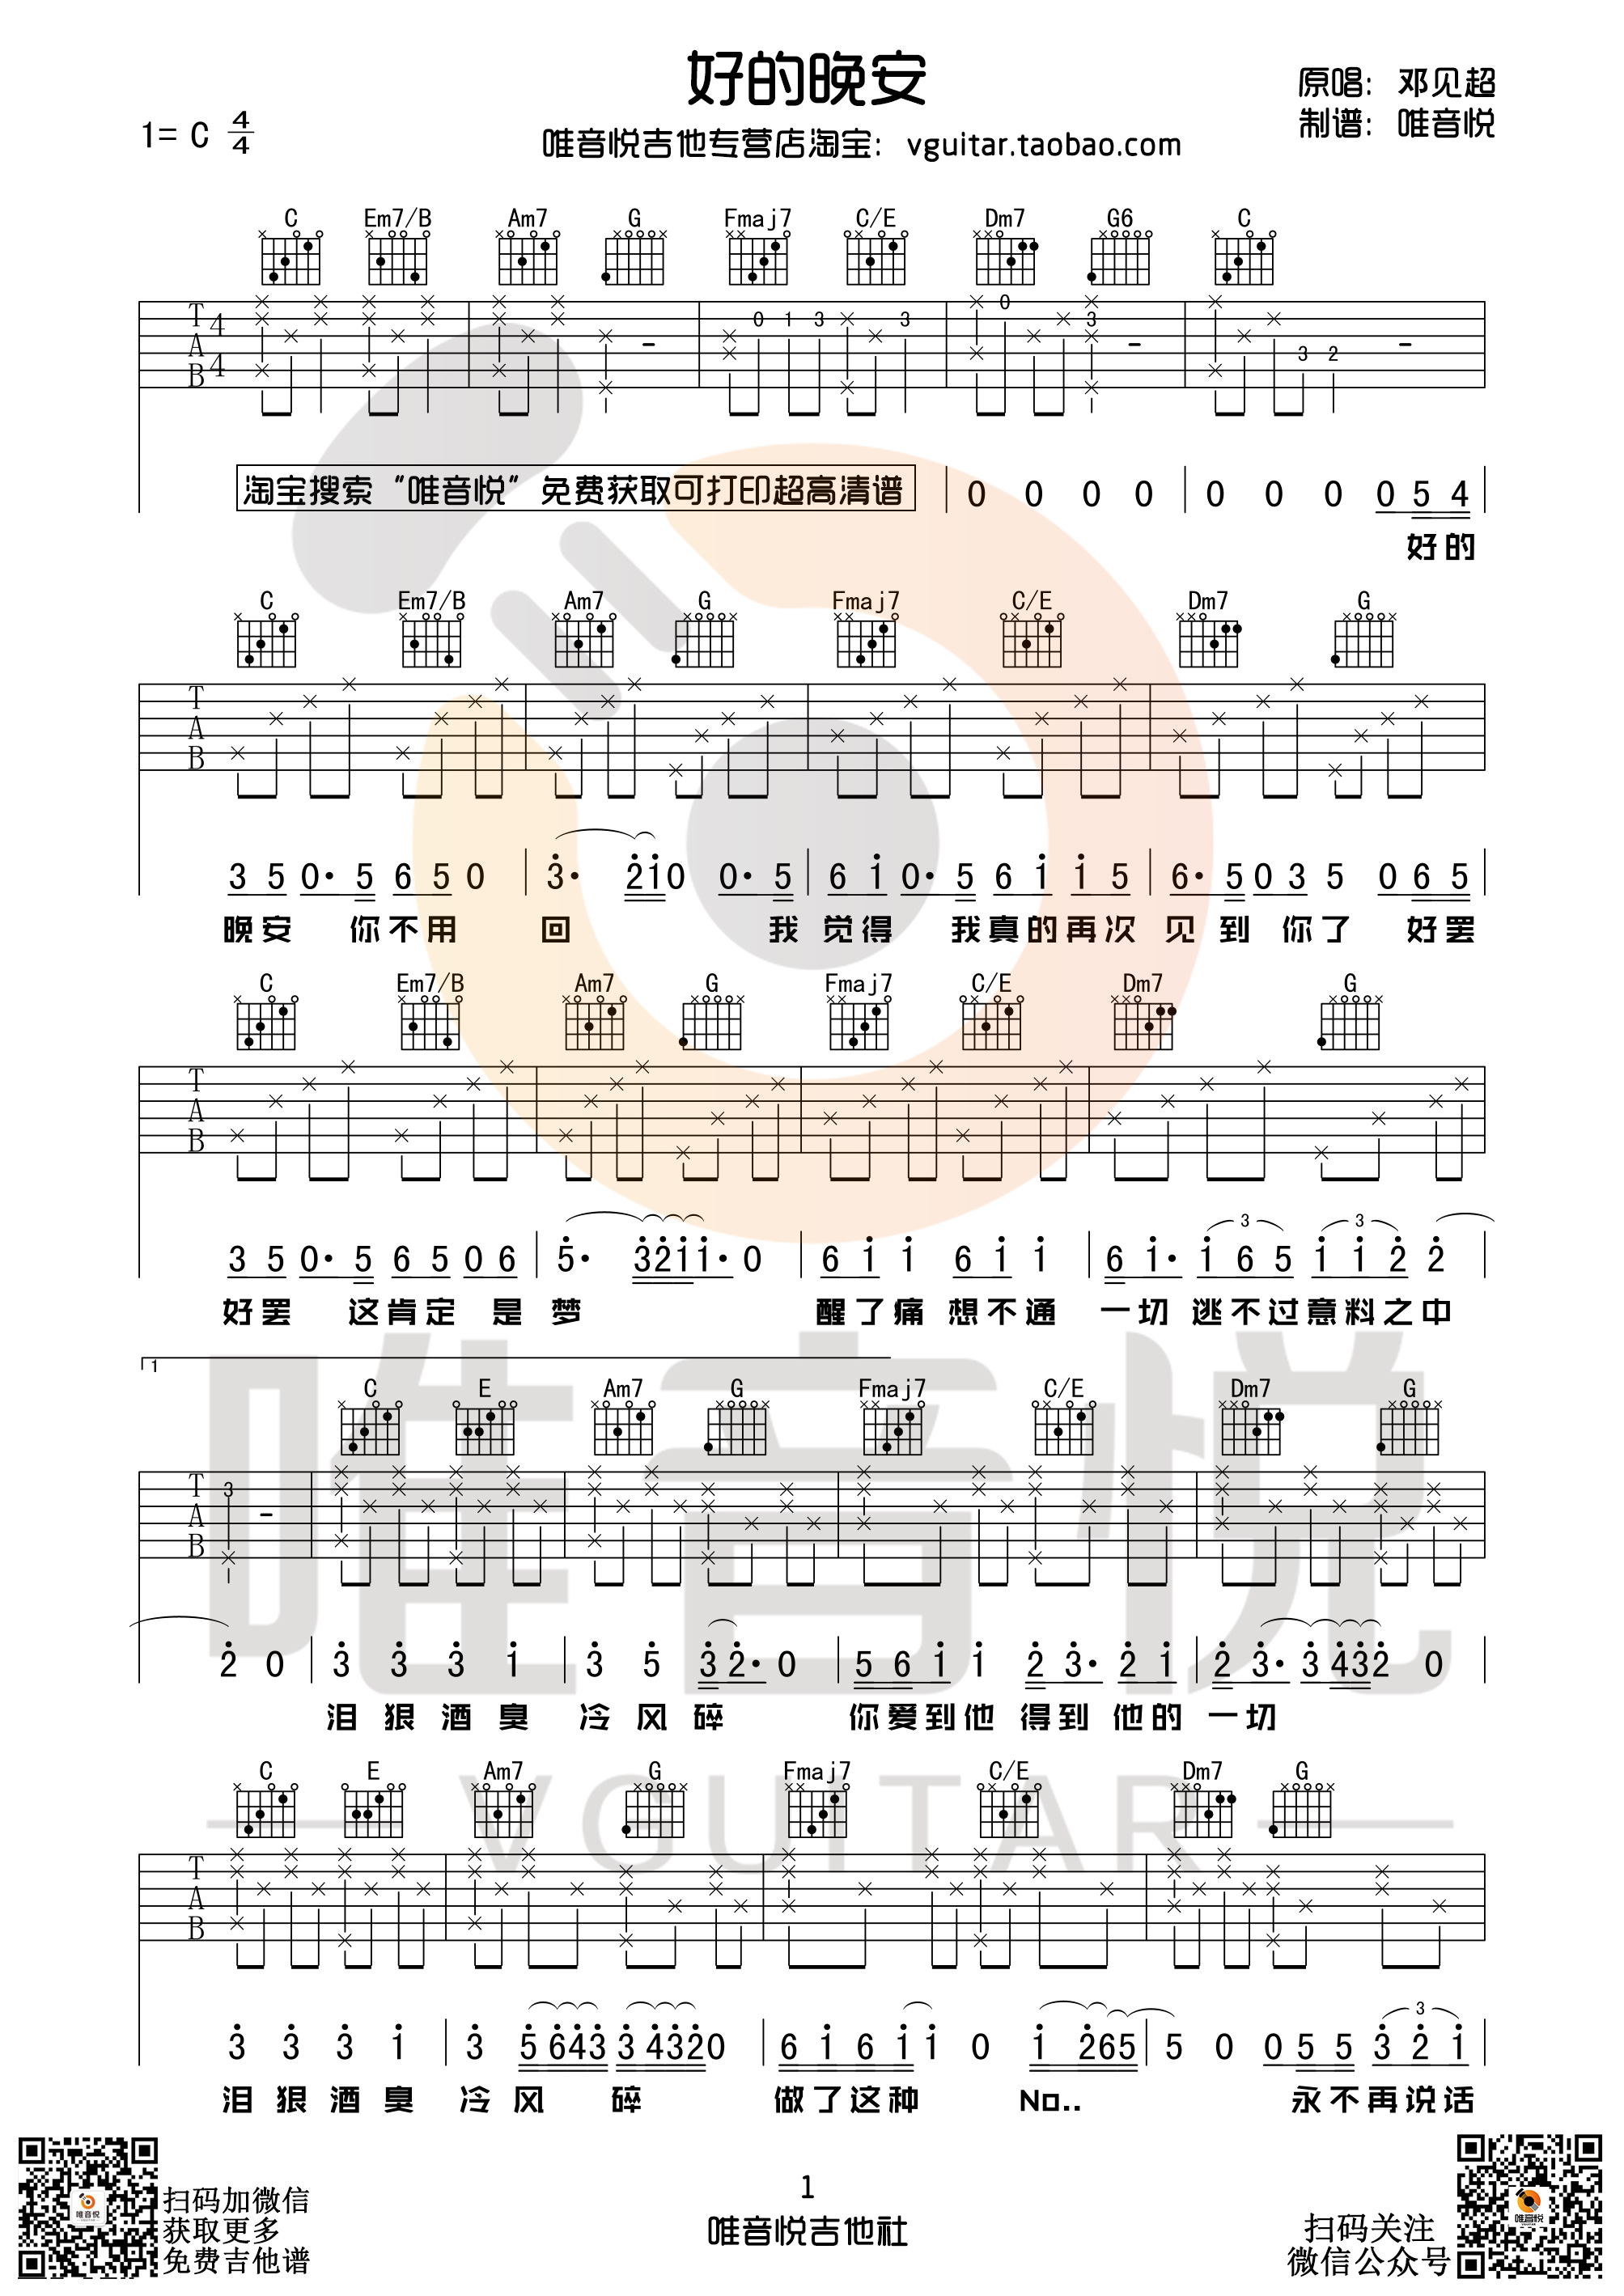 好的晚安
原唱：邓见超
1= C 4/4
唯音悦吉他专营店淘宝：vguitar.taobao.com
制谱：唯音悦
C Em7/B Am7 G Fmaj7 C/E Dm7 G6 C
T A B 4 4 0 1 3 3 0 3 3 2
淘宝搜索“唯音悦”免费获取可打印超高清谱 0 0 0 0 0 0 0 0 5 4
好的
C Em7/B Am7 G Fmaj7 C/E Dm7 G
T A B
3 5 0· 5 6 5 0 3· 2 1 0 0· 5 6 1 0· 5 6 1 1 5 6· 5 0 3 5 0 6 5
晚安 你不用 回 我 觉得 我真的再次 见到 你了 好罢
C Em7/B Am7 G Fmaj7 C/E Dm7 G
T A B
3 5 0· 5 6 5 0 6 5· 3 2 1 1· 0 6 1 1 6 1 1 6 1· 1 6 5 1 1 2 2
3 3
好罢 这肯定 是 梦 醒了痛 想不通 一切 逃不过意料之中
1
C E Am7 G Fmaj7 C/E Dm7 G
T A B 3
2 0 3 3 3 1 3 5 3 2· 0 5 6 1 1 2 3· 2 1 2 3· 3 4 3 2 0
泪 狠 酒 臭 冷 风 碎 你爱到他 得到 他的 一切
C E Am7 G Fmaj7 C/E Dm7 G
T A B
3 3 3 1 3 5 6 4 3 3 4 3 2 0 6 1 6 1 1 0 1 2 6 5 5 0 0 5 5 3 2 1
3
泪 狠 酒 臭 冷 风 碎 做了这种 No.. 永不再说话
VGUITAR
扫码加微信
获取更多
免费吉他谱
1
唯音悦吉他社
扫码关注
微信公众号
唯音悦
唯音悦